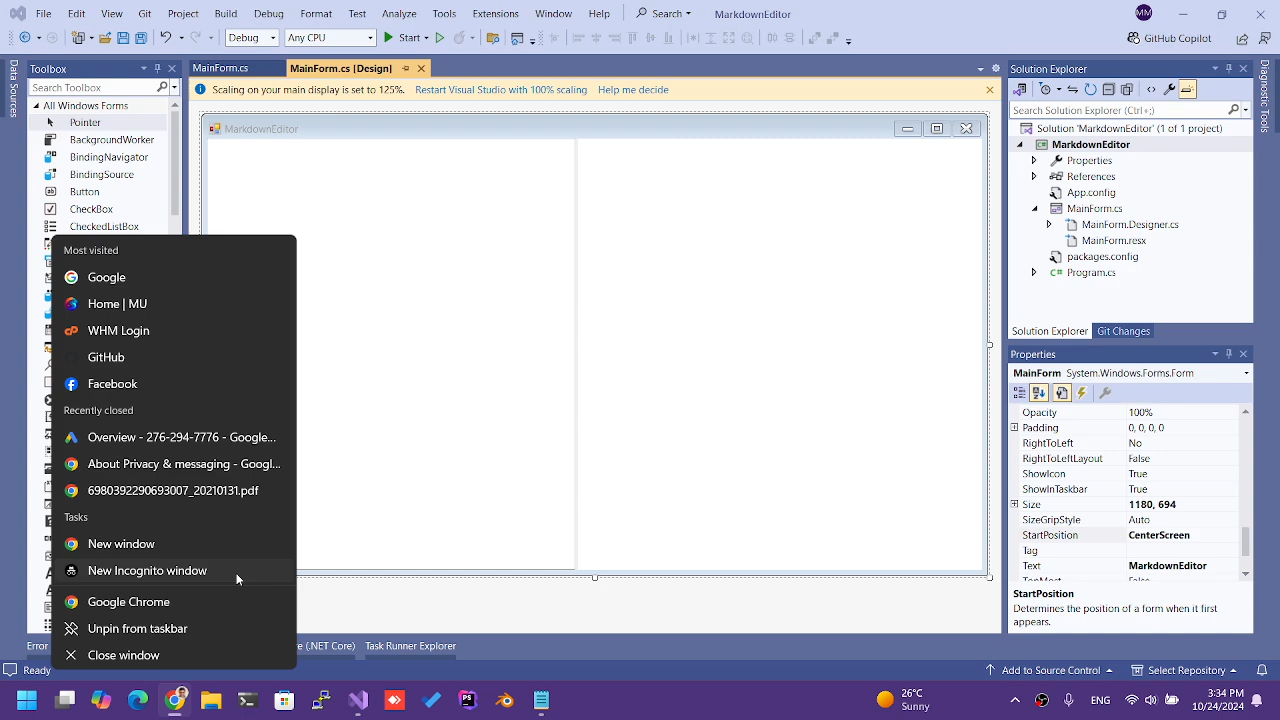 File Edit View Git Project Build Debug Format Test Analyze Tools Extensions Window Help Search MarkdownEditor MM
Debug Any CPU Start GitHub Copilot
Data Sources
Toolbox
Search Toolbox
All Windows Forms
Pointer
BackgroundWorker
BindingNavigator
BindingSource
Button
CheckBox
CheckedListBox
MainForm.cs MainForm.cs [Design]
Scaling on your main display is set to 125%. Restart Visual Studio with 100% scaling Help me decide
MarkdownEditor
Most visited
Google
Home | MU
WHM Login
GitHub
Facebook
Recently closed
Overview - 276-294-7776 - Google...
About Privacy & messaging - Googl...
6980392290693007_20210131.pdf
Tasks
New window
New Incognito window
Google Chrome
Unpin from taskbar
Close window
Solution Explorer
Search Solution Explorer (Ctrl+;)
Solution 'MarkdownEditor' (1 of 1 project)
MarkdownEditor
Properties
References
App.config
MainForm.cs
MainForm.Designer.cs
MainForm.resx
packages.config
Program.cs
Solution Explorer Git Changes
Diagnostic Tools
Properties
MainForm System.Windows.Forms.Form
Opacity 100%
Padding 0, 0, 0, 0
RightToLeft No
RightToLeftLayout False
ShowIcon True
ShowInTaskbar True
Size 1180, 694
SizeGripStyle Auto
StartPosition CenterScreen
Tag
Text MarkdownEditor
TopMost False
StartPosition
Determines the position of a form when it first
appears.
Error
(.NET Core) Task Runner Explorer
Ready Add to Source Control Select Repository
26°C
Sunny
ENG
3:34 PM
10/24/2024